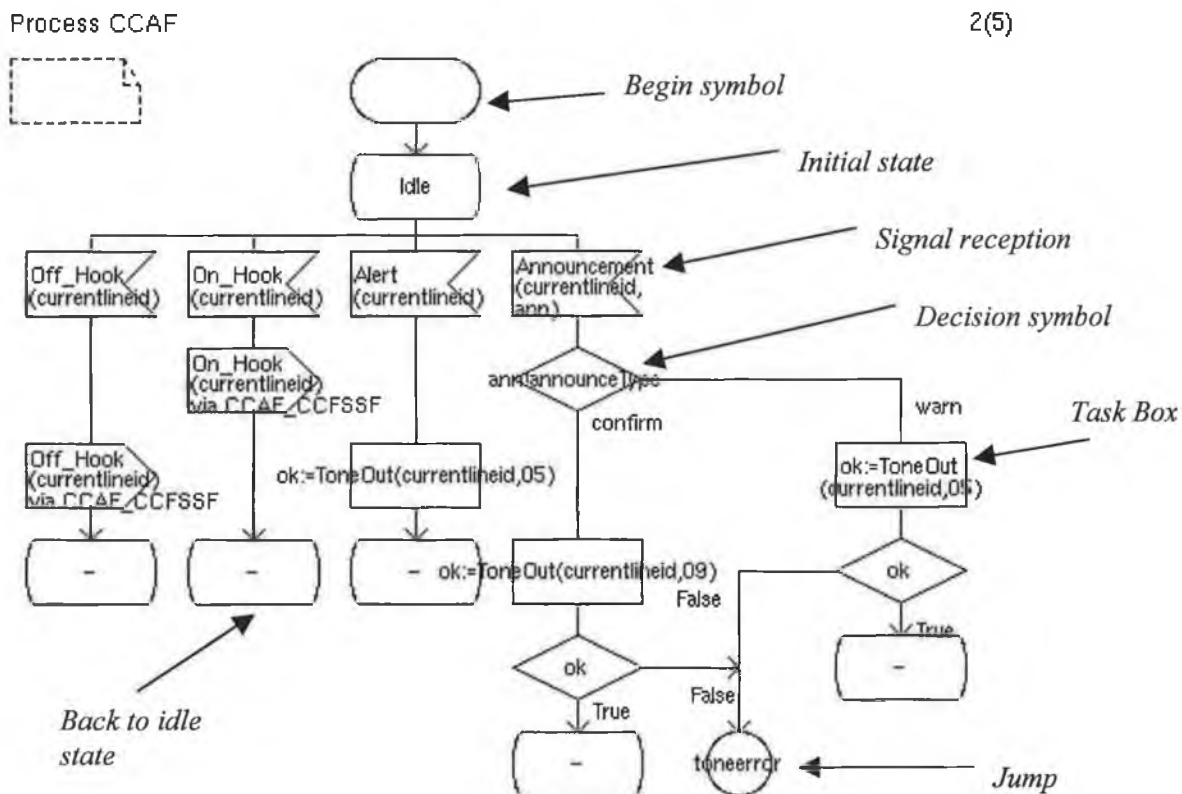 Process CCAF
2(5)
Begin symbol
Initial state
Idle
Signal reception
Off_Hook
(currentlineid)
On_Hook
(currentlineid)
Alert
(currentlineid)
Announcement
(currentlineid,
ann)
Decision symbol
On_Hook
(currentlineid)
via CCAF_CCFSSF
ann!announceType
warn
confirm
Task Box
Off_Hook
(currentlineid)
via CCAF_CCFSSF
ok:=ToneOut(currentlineid,05)
ok:=ToneOut
(currentlineid,05)
-
-
-
ok:=ToneOut(currentlineid,09)
ok
False
True
-
ok
False
True
Back to idle
state
-
toneerror
Jump